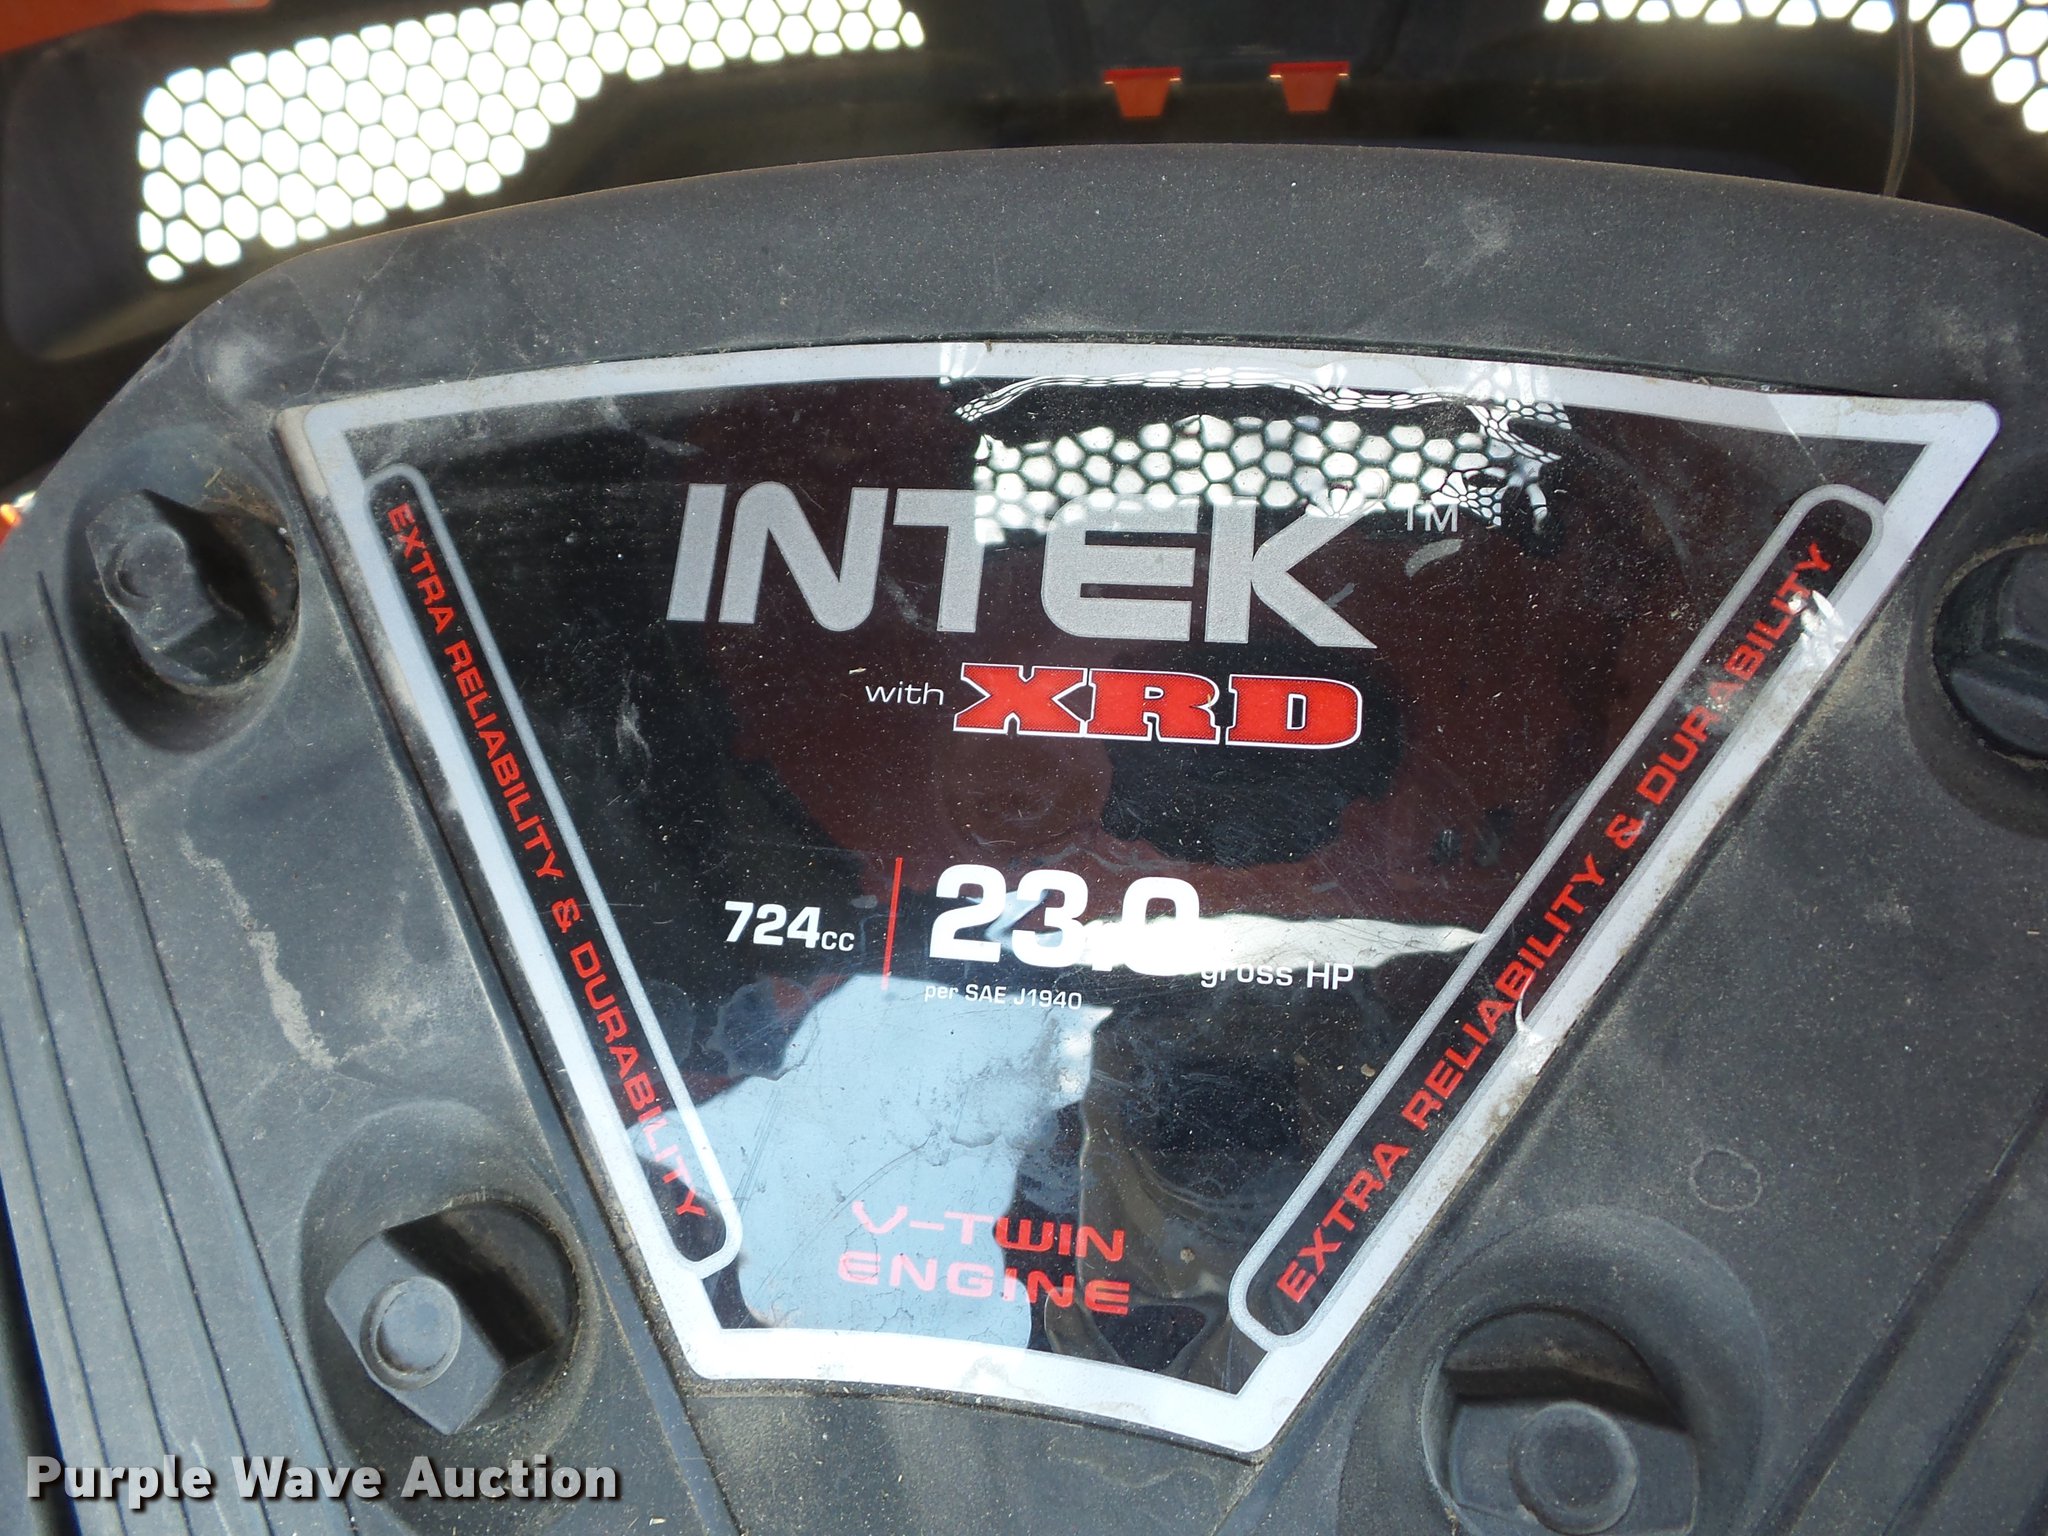 INTEK™
with XRD
EXTRA RELIABILITY & DURABILITY
EXTRA RELIABILITY & DURABILITY
724cc
23.0 gross HP
per SAE J1940
V-TWIN
ENGINE
Purple Wave Auction